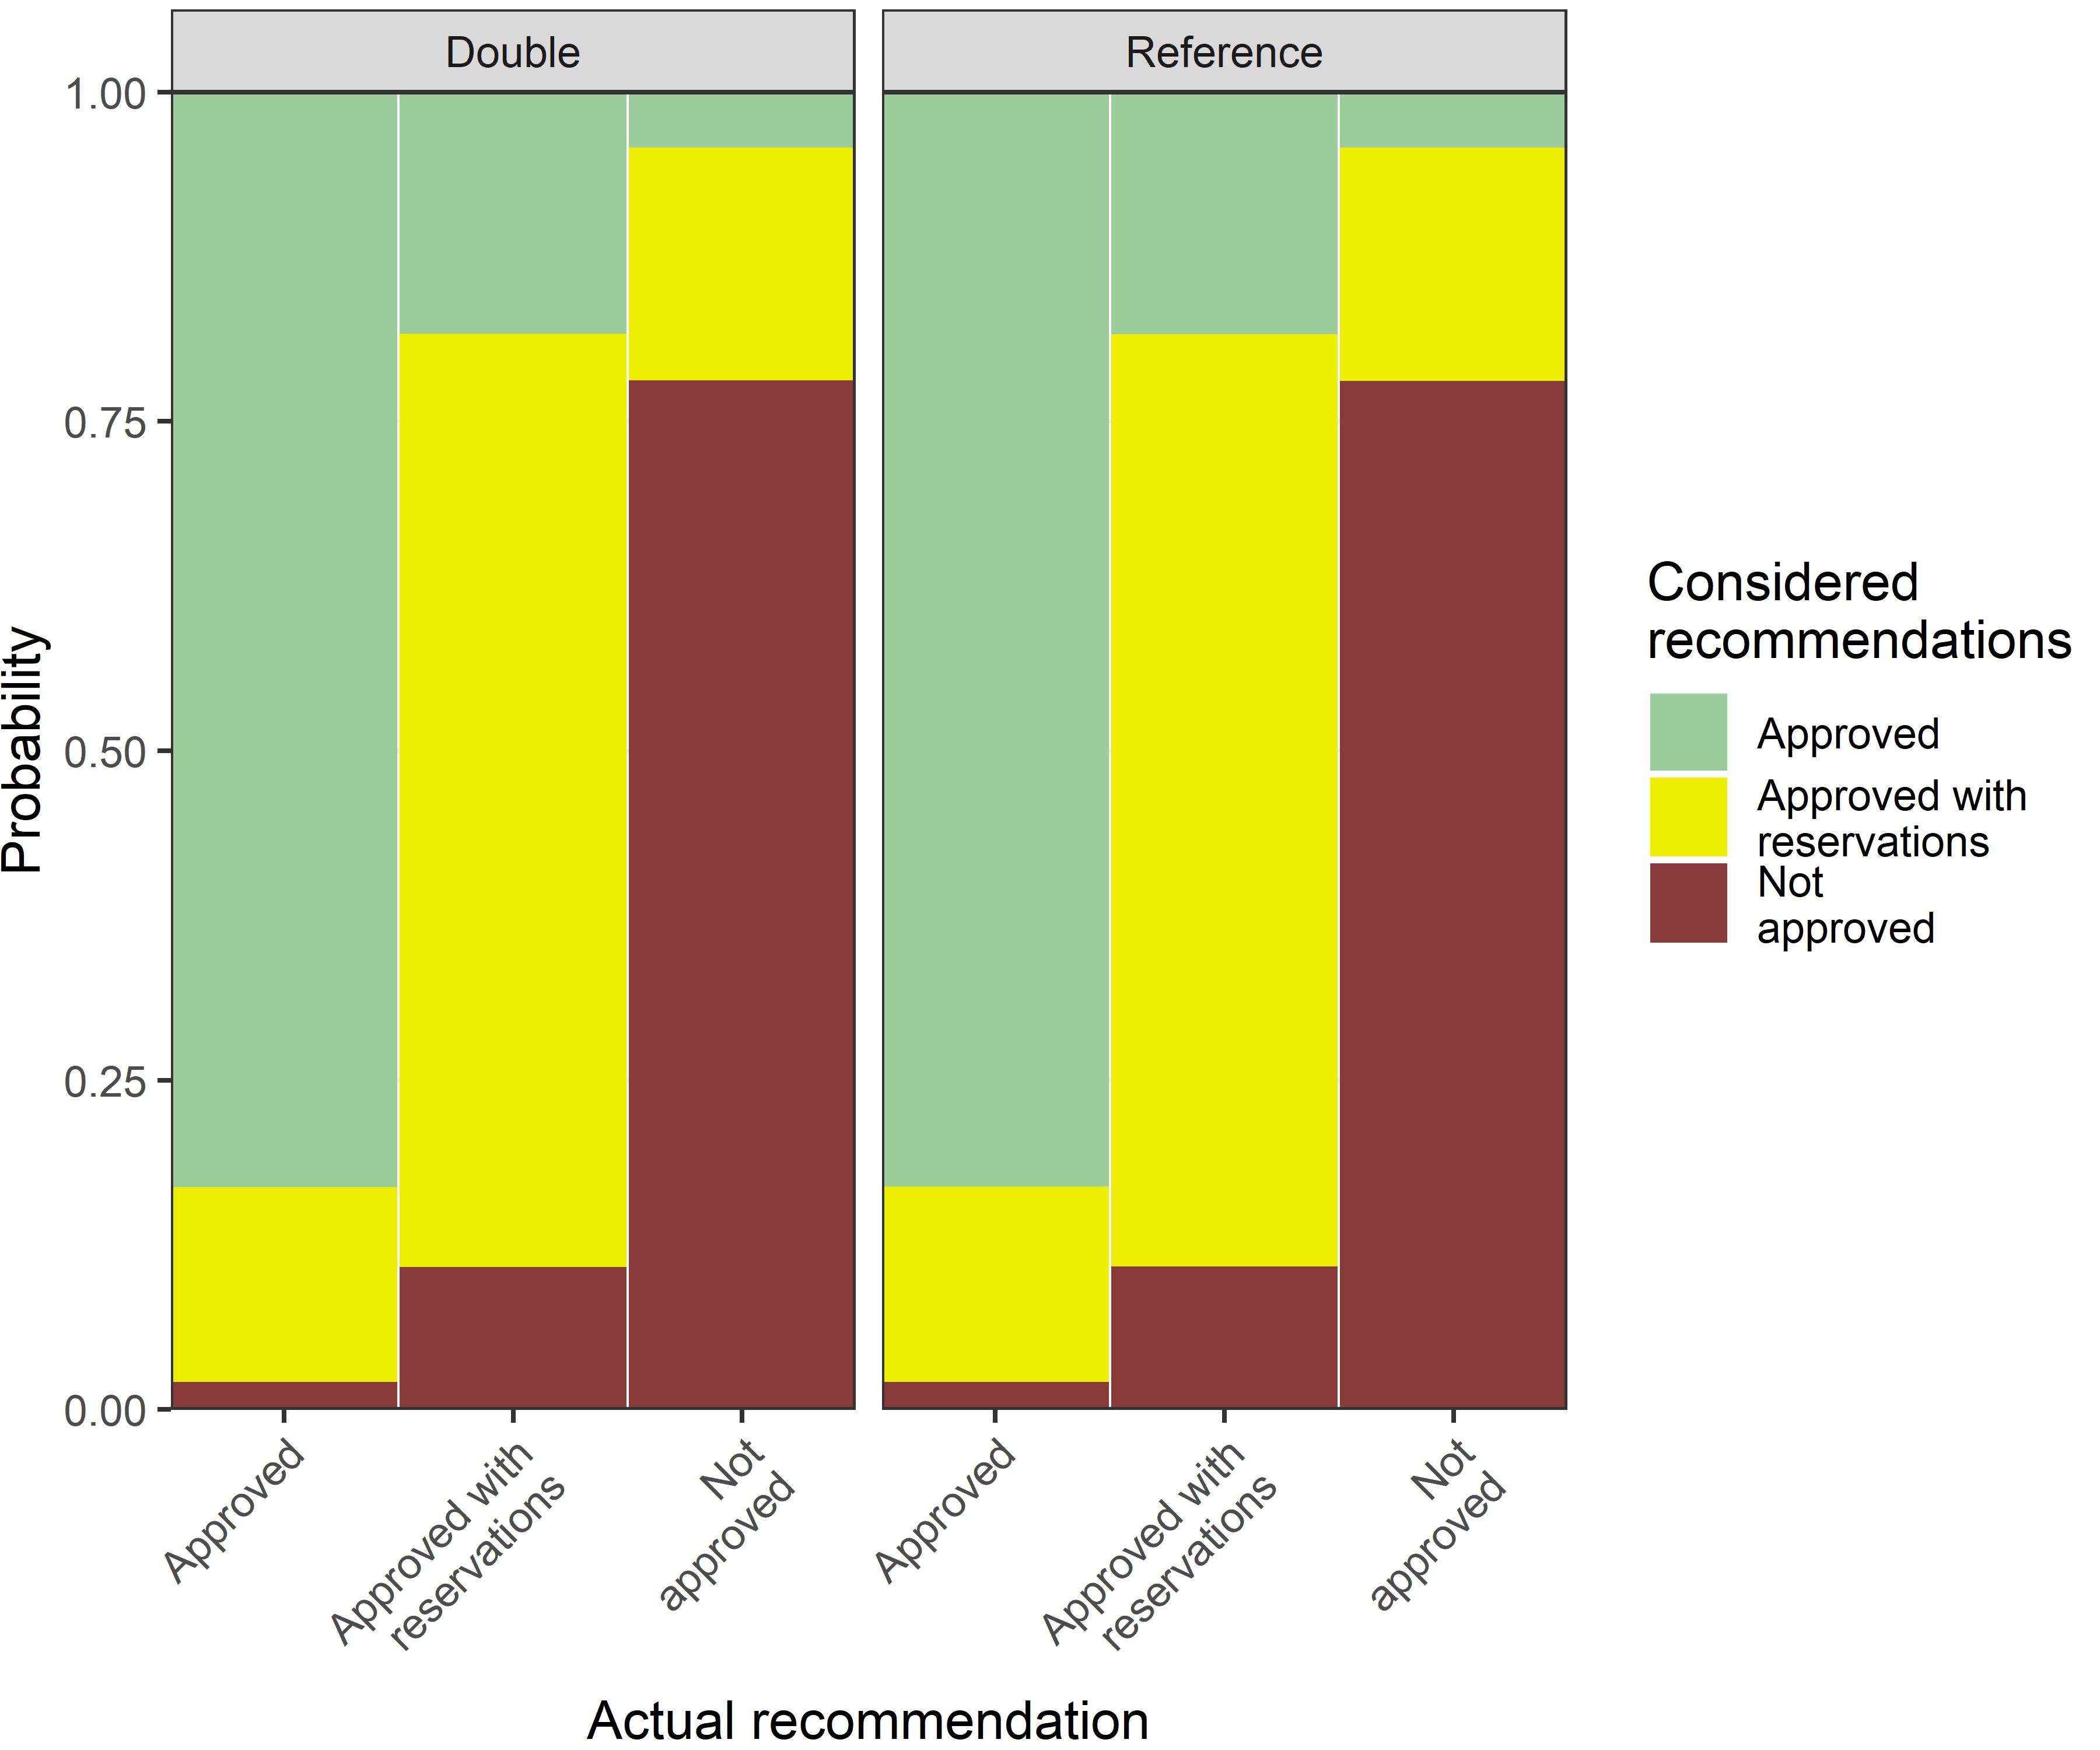 Double
Reference
1.00
0.75
0.50
0.25
0.00
Probability
Approved
Approved with
reservations
Not
approved
Approved
Approved with
reservations
Not
approved
Actual recommendation
Considered
recommendations
Approved
Approved with
reservations
Not
approved